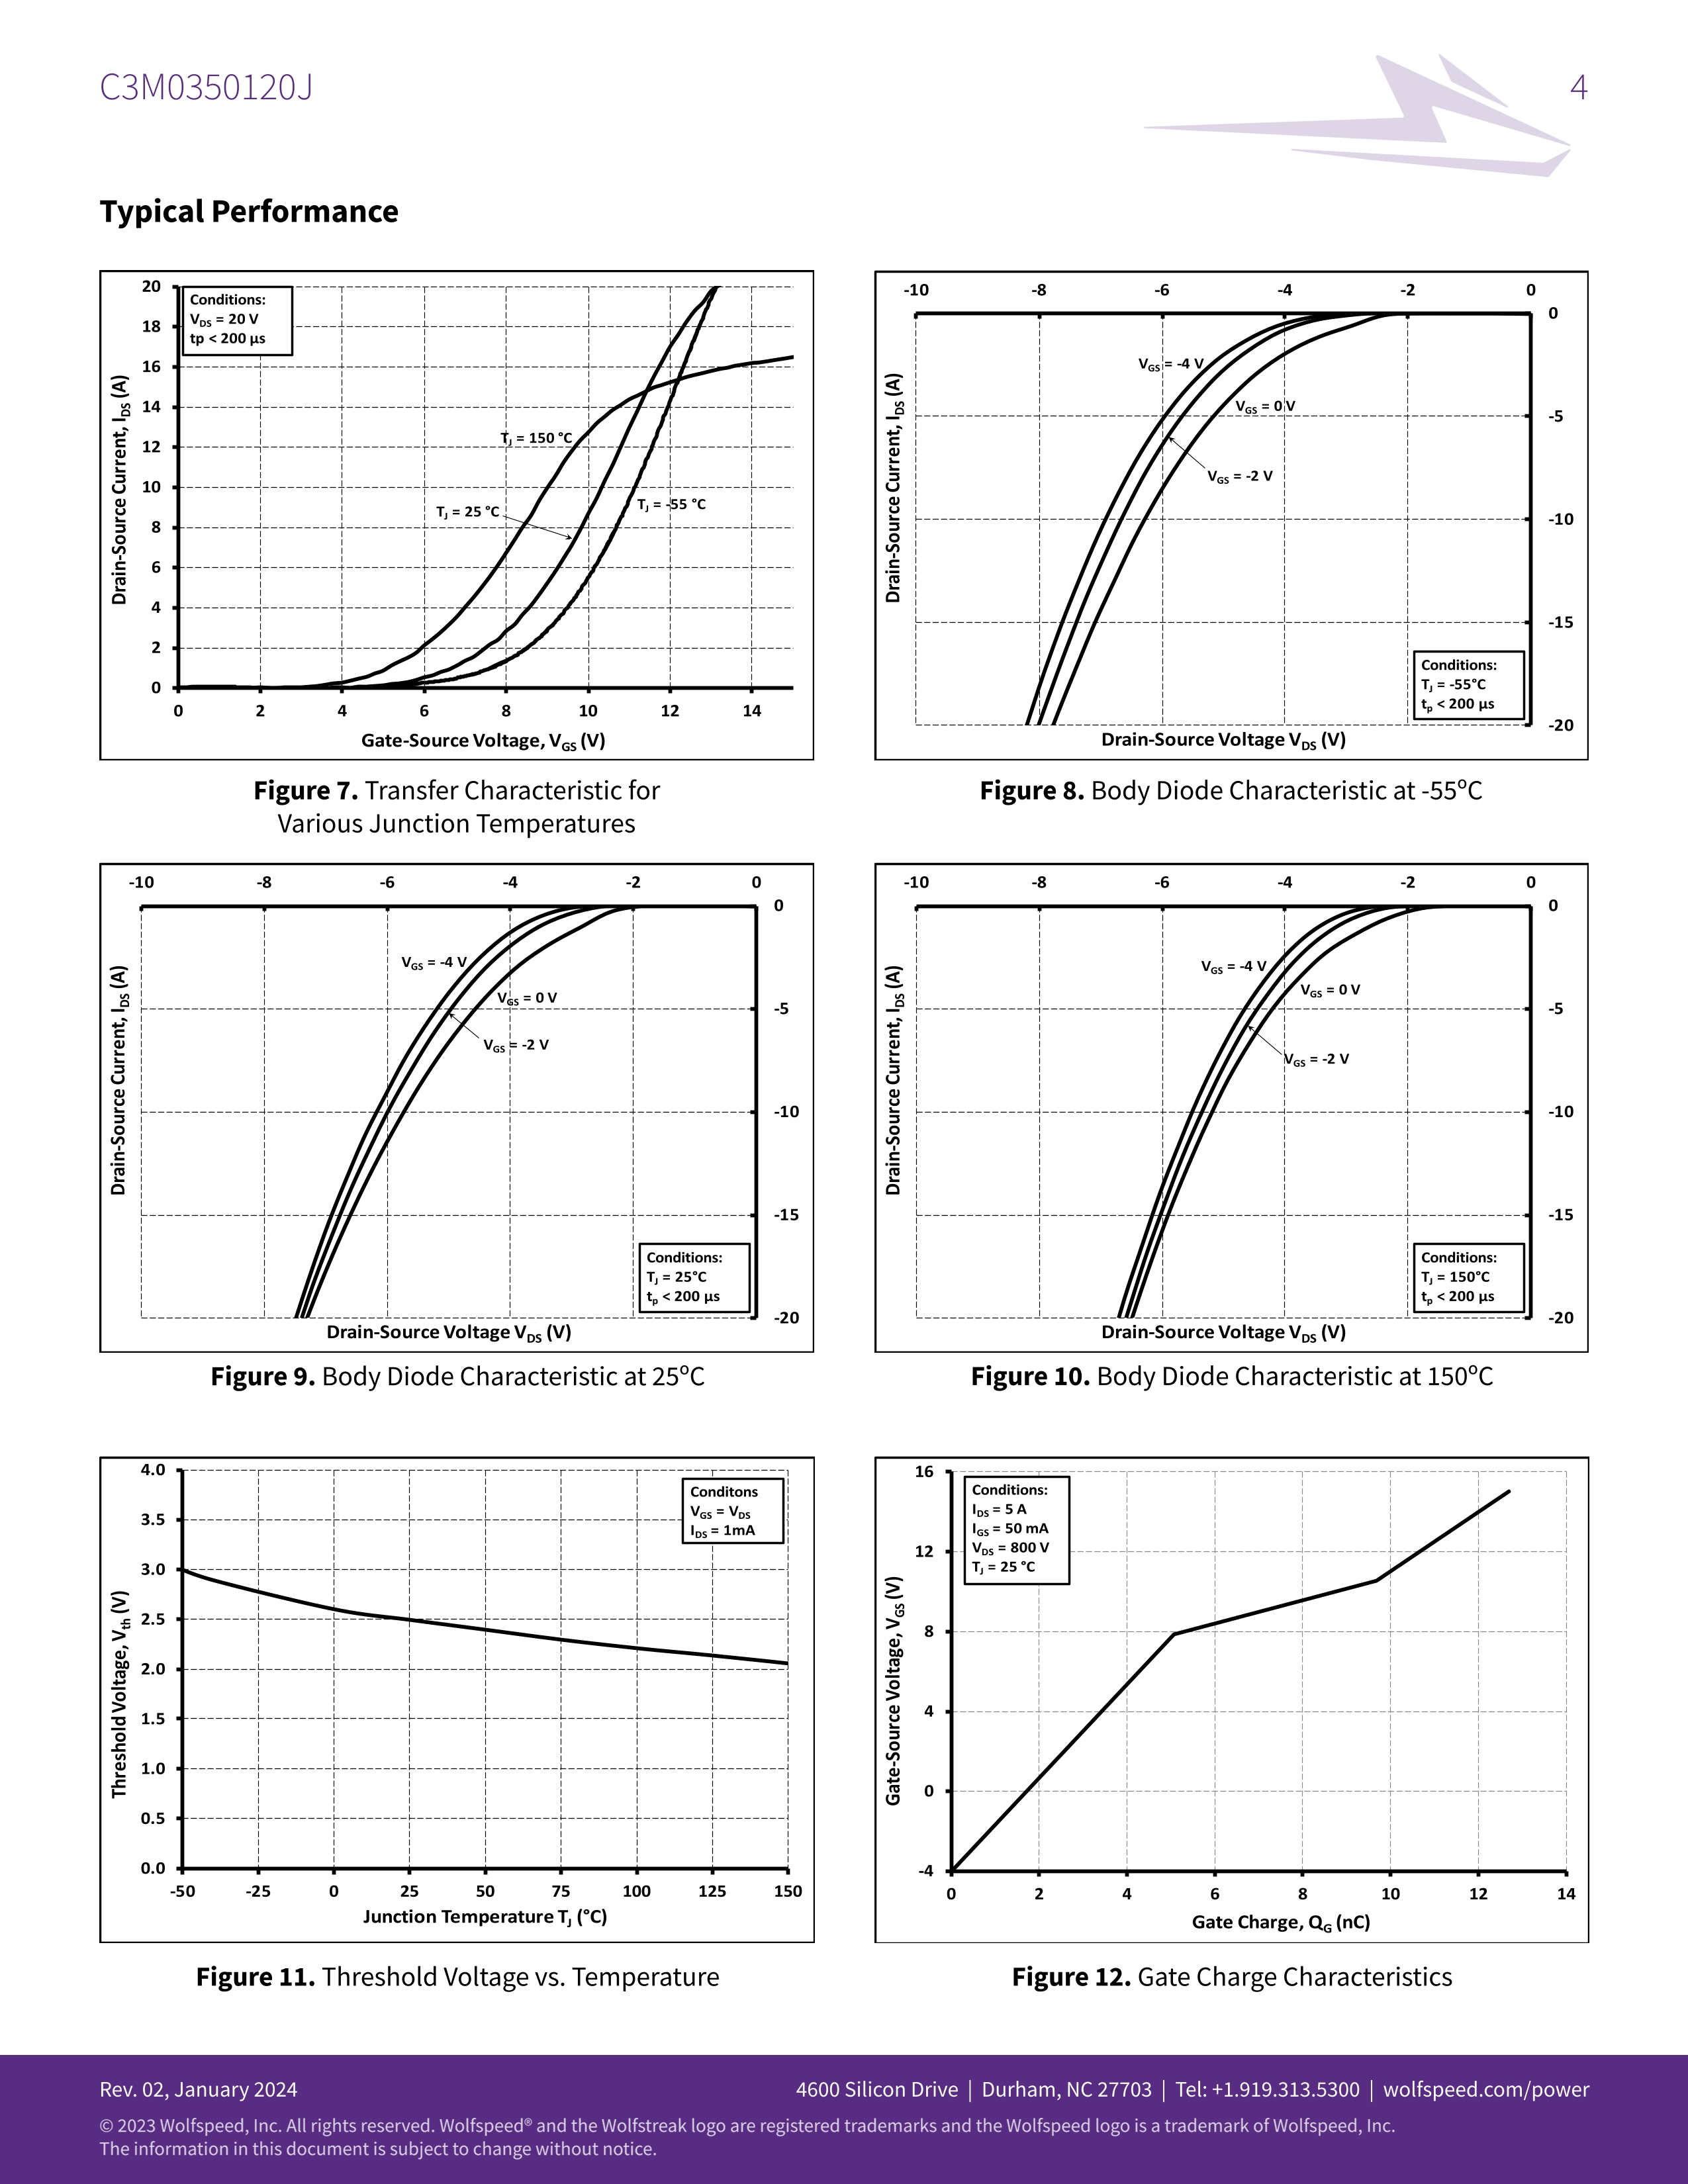 C3M0350120J
4
Typical Performance
20
18
16
14
12
10
8
6
4
2
0
0 2 4 6 8 10 12 14
Conditions:
VDS = 20 V
tp < 200 µs
TJ = 150 °C
TJ = 25 °C
TJ = -55 °C
Drain-Source Current, IDS (A)
Gate-Source Voltage, VGS (V)
Figure 7. Transfer Characteristic for
Various Junction Temperatures
-10 -8 -6 -4 -2 0
0
-5
-10
-15
-20
VGS = -4 V
VGS = 0 V
VGS = -2 V
Conditions:
TJ = -55°C
tp < 200 µs
Drain-Source Current, IDS (A)
Drain-Source Voltage VDS (V)
Figure 8. Body Diode Characteristic at -55ºC
-10 -8 -6 -4 -2 0
0
-5
-10
-15
-20
VGS = -4 V
VGS = 0 V
VGS = -2 V
Conditions:
TJ = 25°C
tp < 200 µs
Drain-Source Current, IDS (A)
Drain-Source Voltage VDS (V)
Figure 9. Body Diode Characteristic at 25ºC
-10 -8 -6 -4 -2 0
0
-5
-10
-15
-20
VGS = -4 V
VGS = 0 V
VGS = -2 V
Conditions:
TJ = 150°C
tp < 200 µs
Drain-Source Current, IDS (A)
Drain-Source Voltage VDS (V)
Figure 10. Body Diode Characteristic at 150ºC
4.0
3.5
3.0
2.5
2.0
1.5
1.0
0.5
0.0
-50 -25 0 25 50 75 100 125 150
Conditons
VGS = VDS
IDS = 1mA
Threshold Voltage, Vth (V)
Junction Temperature TJ (°C)
Figure 11. Threshold Voltage vs. Temperature
16
12
8
4
0
-4
0 2 4 6 8 10 12 14
Conditions:
IDS = 5 A
IGS = 50 mA
VDS = 800 V
TJ = 25 °C
Gate-Source Voltage, VGS (V)
Gate Charge, QG (nC)
Figure 12. Gate Charge Characteristics
Rev. 02, January 2024
4600 Silicon Drive | Durham, NC 27703 | Tel: +1.919.313.5300 | wolfspeed.com/power
© 2023 Wolfspeed, Inc. All rights reserved. Wolfspeed® and the Wolfstreak logo are registered trademarks and the Wolfspeed logo is a trademark of Wolfspeed, Inc.
The information in this document is subject to change without notice.